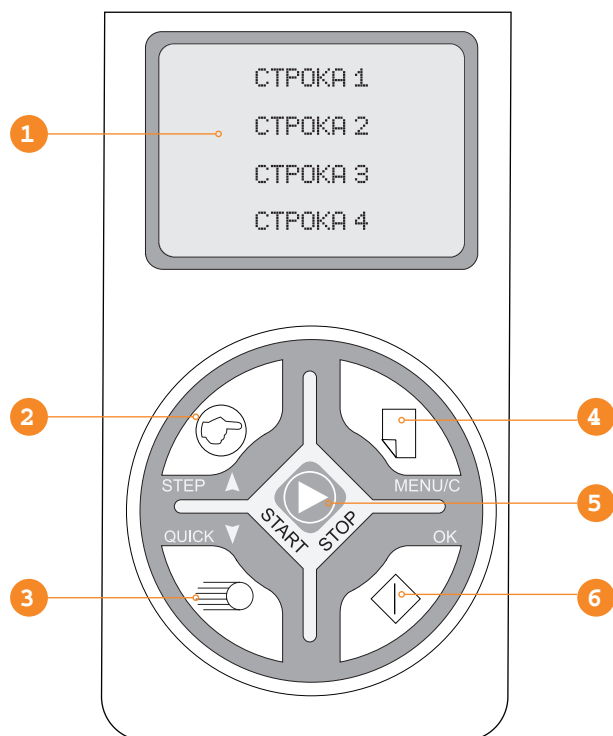 СТРОКА 1
1
СТРОКА 2
СТРОКА 3
СТРОКА 4
2
4
STEP
MENU/C
5
START STOP
QUICK
OK
3
6